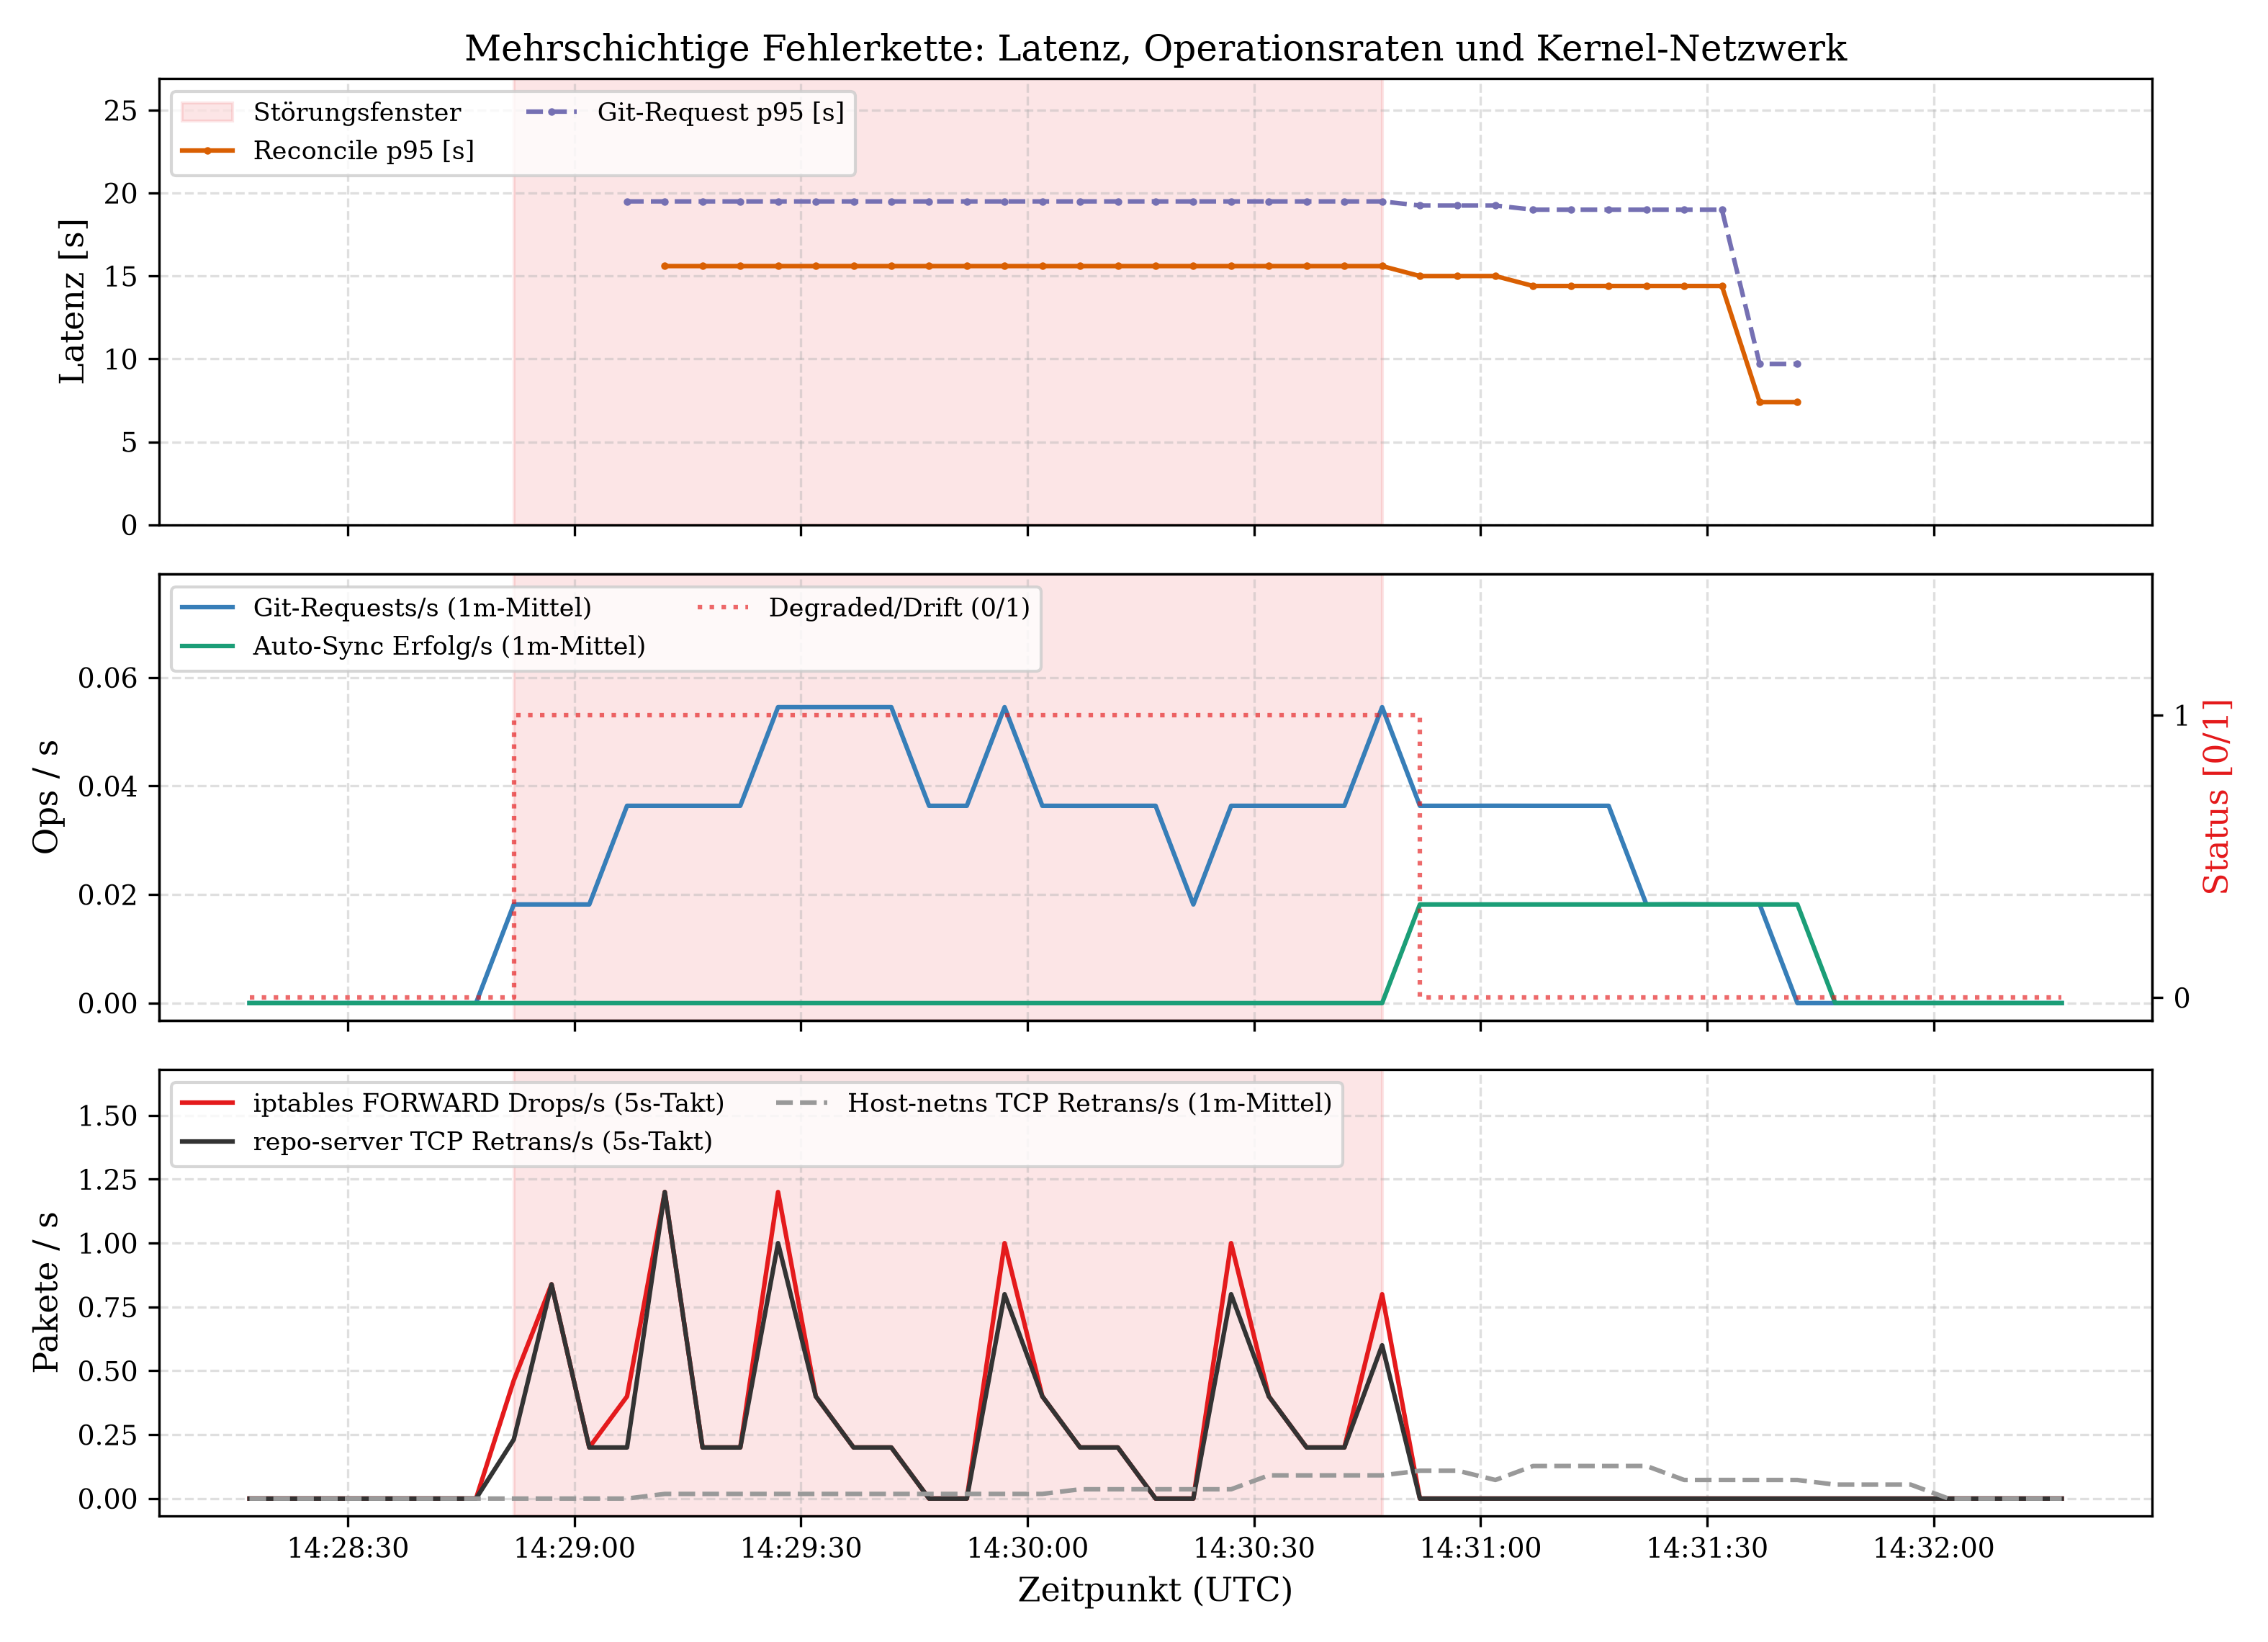 Mehrschichtige Fehlerkette: Latenz, Operationsraten und Kernel-Netzwerk
Störungsfenster
Reconcile p95 [s]
Git-Request p95 [s]
Latenz [s]
25
20
15
10
5
0
Git-Requests/s (1m-Mittel)
Auto-Sync Erfolg/s (1m-Mittel)
Degraded/Drift (0/1)
Ops / s
0.06
0.04
0.02
0.00
Status [0/1]
1
0
iptables FORWARD Drops/s (5s-Takt)
repo-server TCP Retrans/s (5s-Takt)
Host-netns TCP Retrans/s (1m-Mittel)
Pakete / s
1.50
1.25
1.00
0.75
0.50
0.25
0.00
14:28:30 14:29:00 14:29:30 14:30:00 14:30:30 14:31:00 14:31:30 14:32:00
Zeitpunkt (UTC)